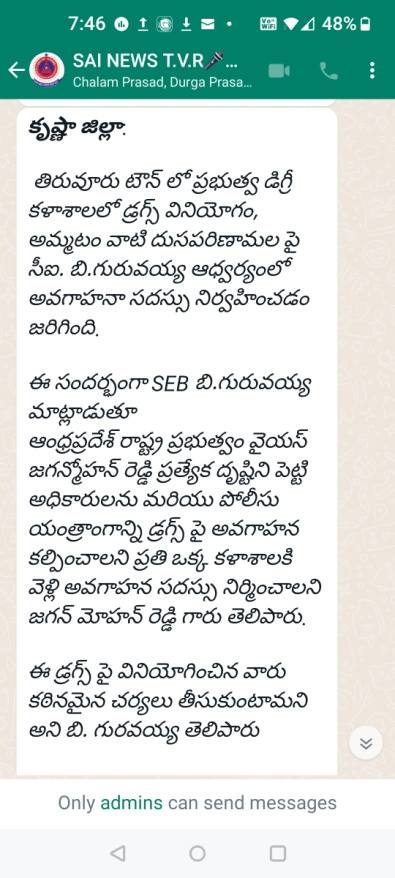 7:46 48%
SAI NEWS T.V.R🎤...
Chalam Prasad, Durga Prasa...
కృష్ణా జిల్లా:
తిరువూరు టౌన్ లో ప్రభుత్వ డిగ్రీ
కళాశాలలో డ్రగ్స్ వినియోగం,
అమ్మటం వాటి దుసపరిణామల పై
సీఐ. బి.గురువయ్య ఆధ్వర్యంలో
అవగాహనా సదస్సు నిర్వహించడం
జరిగింది.
ఈ సందర్భంగా SEB బి.గురువయ్య
మాట్లాడుతూ
ఆంధ్రప్రదేశ్ రాష్ట్ర ప్రభుత్వం వైయస్
జగన్మోహన్ రెడ్డి ప్రత్యేక దృష్టిని పెట్టి
అధికారులను మరియు పోలీసు
యంత్రాంగాన్ని డ్రగ్స్ పై అవగాహన
కల్పించాలని ప్రతి ఒక్క కళాశాలకి
వెళ్లి అవగాహన సదస్సు నిర్మించాలని
జగన్ మోహన్ రెడ్డి గారు తెలిపారు.
ఈ డ్రగ్స్ పై వినియోగించిన వారు
కఠినమైన చర్యలు తీసుకుంటామని
అని బి. గురవయ్య తెలిపారు
Only admins can send messages